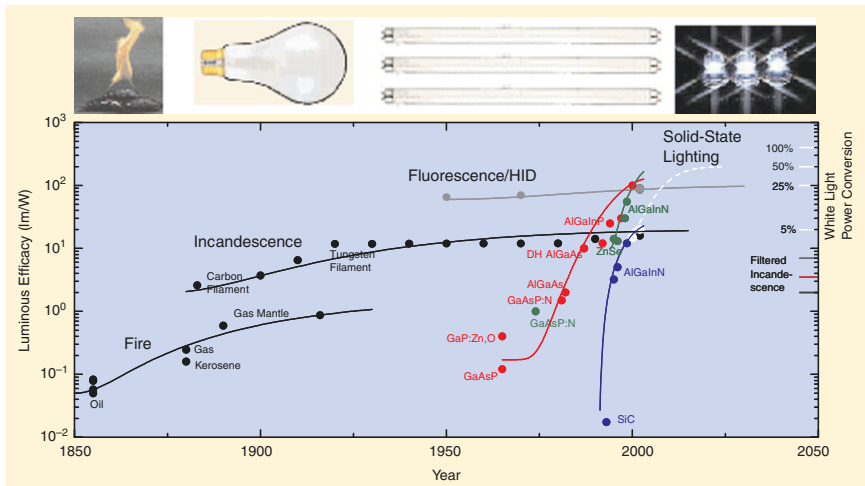 10³
10²
10¹
10⁰
10⁻¹
10⁻²
Luminous Efficacy (lm/W)
1850
1900
1950
2000
2050
Year
Fire
Oil
Gas
Kerosene
Gas Mantle
Incandescence
Carbon
Filament
Tungsten
Filament
Fluorescence/HID
Solid-State
Lighting
AlGaInP
AlGaInN
DH AlGaAs
ZnSe
AlGaAs
AlGaInN
GaAsP:N
GaAsP:N
GaP:Zn,O
GaAsP
SiC
100%
50%
25%
5%
White Light
Power Conversion
Filtered
Incande-
scence